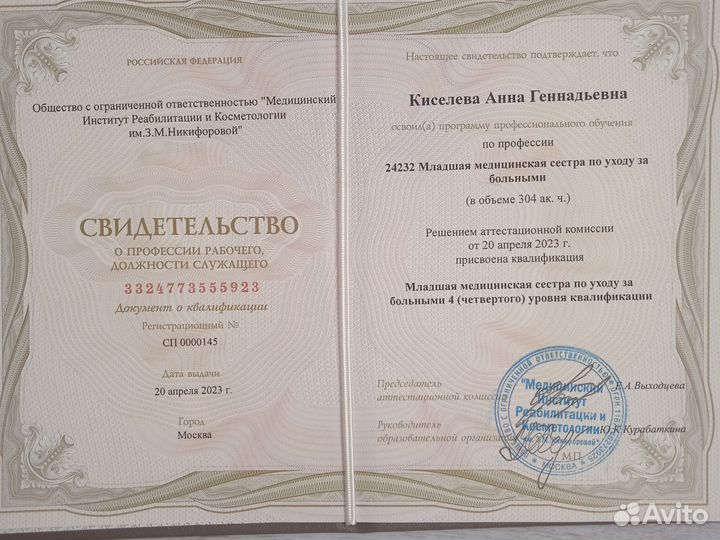 РОССИЙСКАЯ ФЕДЕРАЦИЯ
Общество с ограниченной ответственностью "Медицинский
Институт Реабилитации и Косметологии
им.З.М.Никифоровой"
СВИДЕТЕЛЬСТВО
О ПРОФЕССИИ РАБОЧЕГО,
ДОЛЖНОСТИ СЛУЖАЩЕГО
3324773555923
Документ о квалификации
Регистрационный №
СП 0000145
Дата выдачи
20 апреля 2023 г.
Город
Москва
Настоящее свидетельство подтверждает, что
Киселева Анна Геннадьевна
освоил(а) программу профессионального обучения
по профессии
24232 Младшая медицинская сестра по уходу за
больными
(в объеме 304 ак. ч.)
Решением аттестационной комиссии
от 20 апреля 2023 г.
присвоена квалификация
Младшая медицинская сестра по уходу за
больными 4 (четвертого) уровня квалификации
Председатель
аттестационной комиссии
Е.А.Выходцева
Руководитель
образовательной организации
Ю.К.Курабаткина
М.П.
"Медицинский
Институт
Реабилитации и
Косметологии
им. З.М. Никифоровой"
МОСКВА
Avito